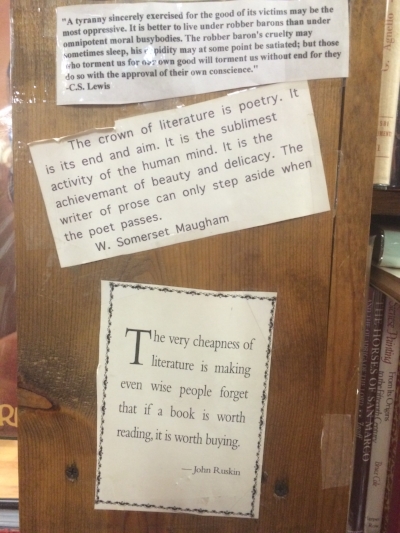 "A tyranny sincerely exercised for the good of its victims may be the
most oppressive. It is better to live under robber barons than under
omnipotent moral busybodies. The robber baron's cruelty may
sometimes sleep, his cupidity may at some point be satiated; but those
who torment us for our own good will torment us without end for they
do so with the approval of their own conscience."
-C.S. Lewis
The crown of literature is poetry. It
is its end and aim. It is the sublimest
activity of the human mind. It is the
achievemant of beauty and delicacy. The
writer of prose can only step aside when
the poet passes.
W. Somerset Maugham
The very cheapness of
literature is making
even wise people forget
that if a book is worth
reading, it is worth buying.
—John Ruskin
THE HORSES OF SAN MARCO